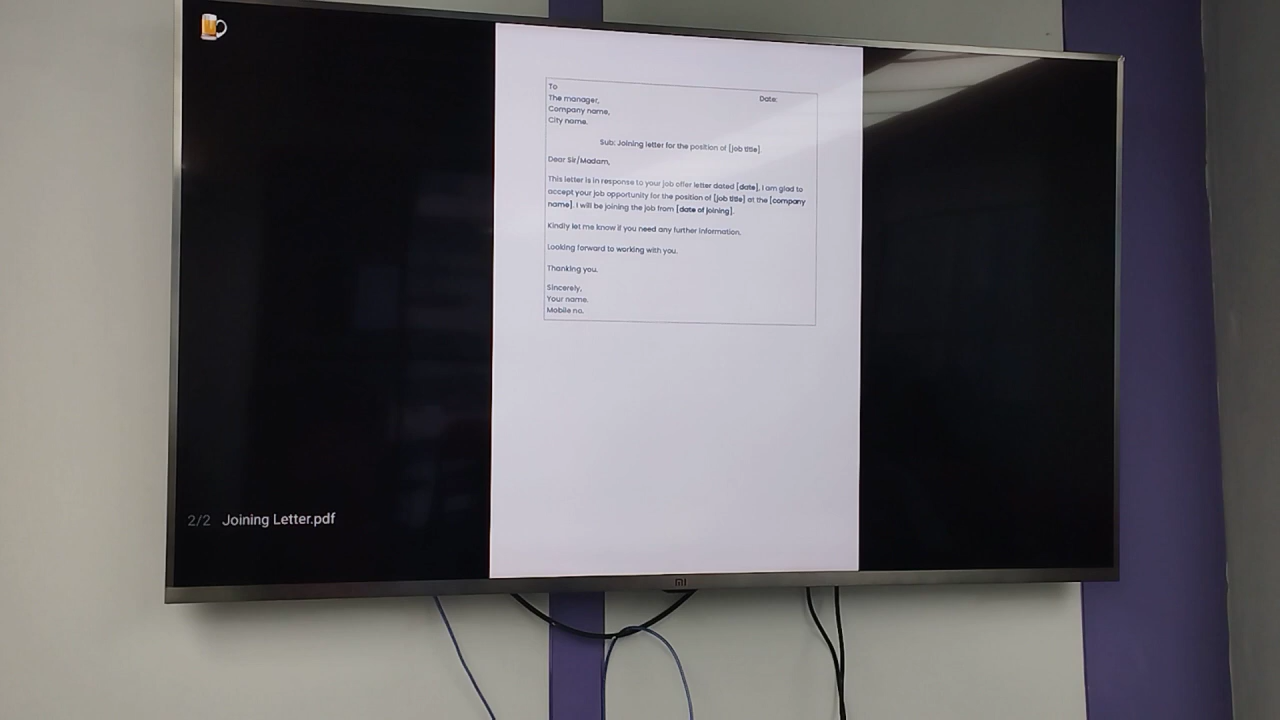 To
The manager,
Date:
Company name,
City name.
Sub: Joining letter for the position of [job title].
Dear Sir/Madam,
This letter is in response to your job offer letter dated [date], I am glad to
accept your job opportunity for the position of [job title] at the [company
name]. I will be joining the job from [date of joining].
Kindly let me know if you need any further information.
Looking forward to working with you.
Thanking you.
Sincerely,
Your name.
Mobile no.
2/2 Joining Letter.pdf
mi